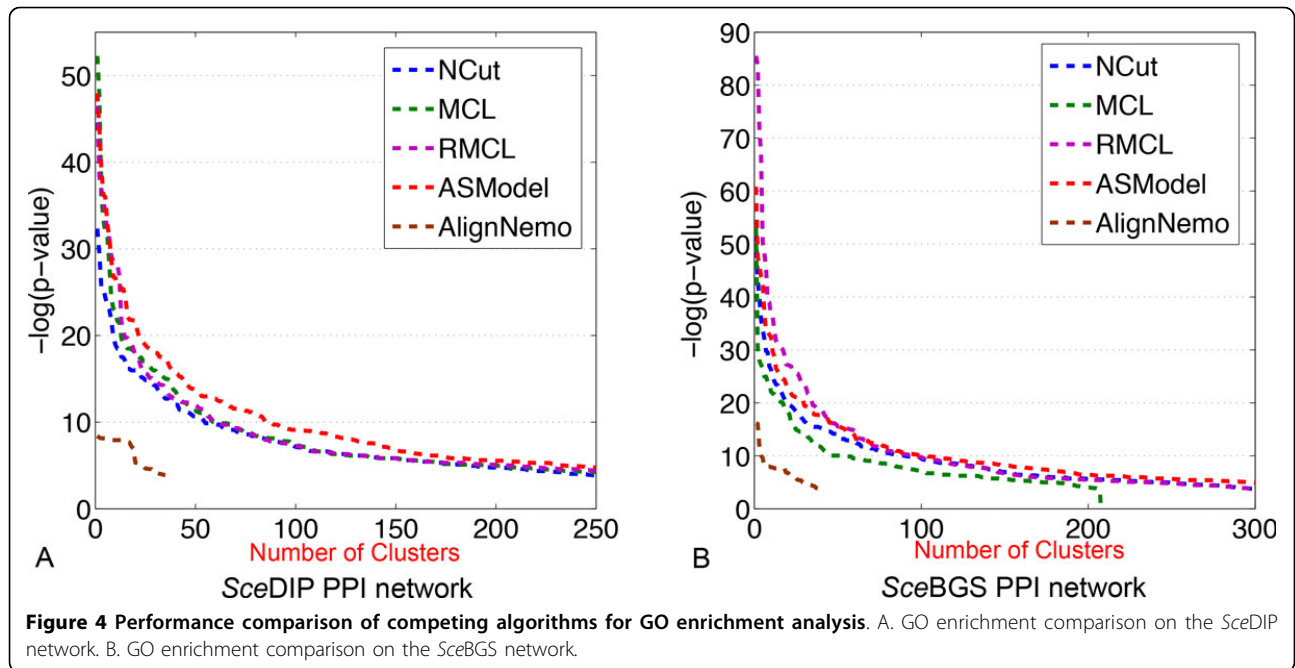 50
40
30
20
10
0
−log(p−value)
NCut
MCL
RMCL
ASModel
AlignNemo
0 50 100 150 200 250
Number of Clusters
A
SceDIP PPI network
90
80
70
60
50
40
30
20
10
0
−log(p−value)
NCut
MCL
RMCL
ASModel
AlignNemo
0 100 200 300
Number of Clusters
B
SceBGS PPI network
Figure 4 Performance comparison of competing algorithms for GO enrichment analysis. A. GO enrichment comparison on the SceDIP
network. B. GO enrichment comparison on the SceBGS network.